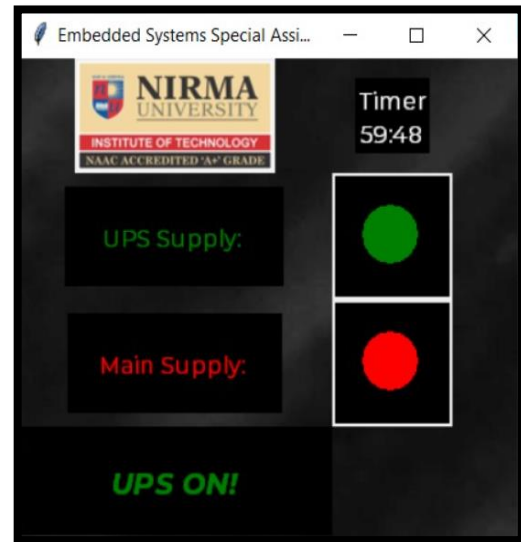 Embedded Systems Special Assi...
NIRMA
UNIVERSITY
INSTITUTE OF TECHNOLOGY
NAAC ACCREDITED 'A+' GRADE
Timer
59:48
UPS Supply:
Main Supply:
UPS ON!